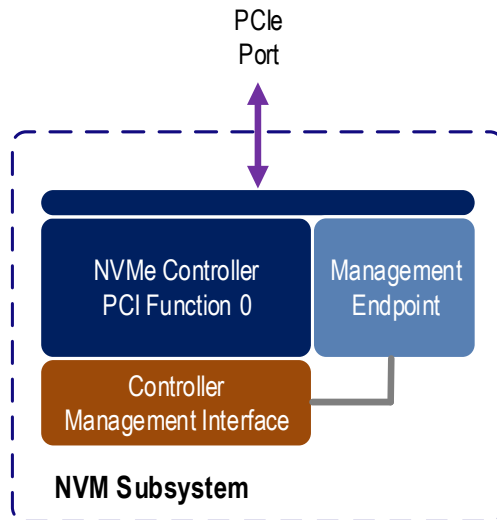 PCIe
Port
NVMe Controller
PCI Function 0
Management
Endpoint
Controller
Management Interface
NVM Subsystem